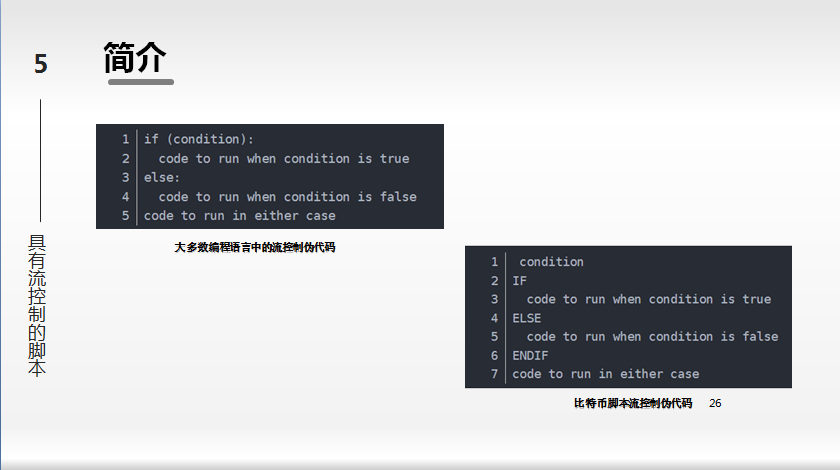 5
简介
具有流控制的脚本
1 if (condition):
2   code to run when condition is true
3 else:
4   code to run when condition is false
5 code to run in either case
大多数编程语言中的流控制伪代码
1  condition
2 IF
3   code to run when condition is true
4 ELSE
5   code to run when condition is false
6 ENDIF
7 code to run in either case
比特币脚本流控制伪代码
26